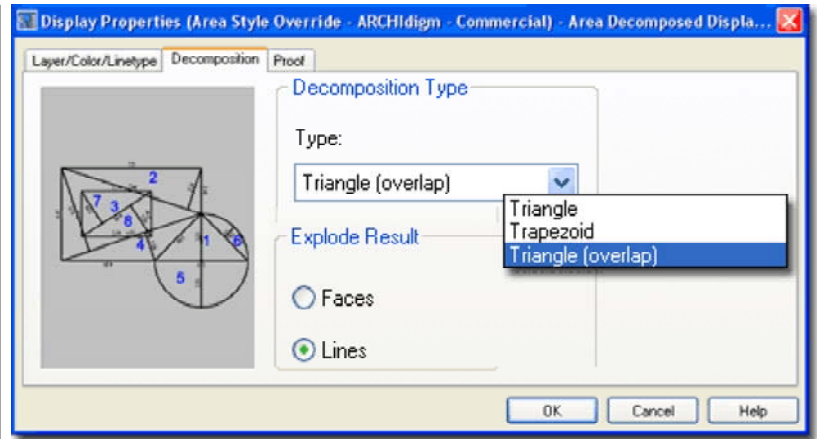 Display Properties (Area Style Override - ARCHIdigm - Commercial) - Area Decomposed Displa...
Layer/Color/Linetype Decomposition Proof
Decomposition Type
Type:
Triangle (overlap)
Triangle
Trapezoid
Triangle (overlap)
Explode Result
Faces
Lines
2
7
3
8
4
1
6
5
OK Cancel Help